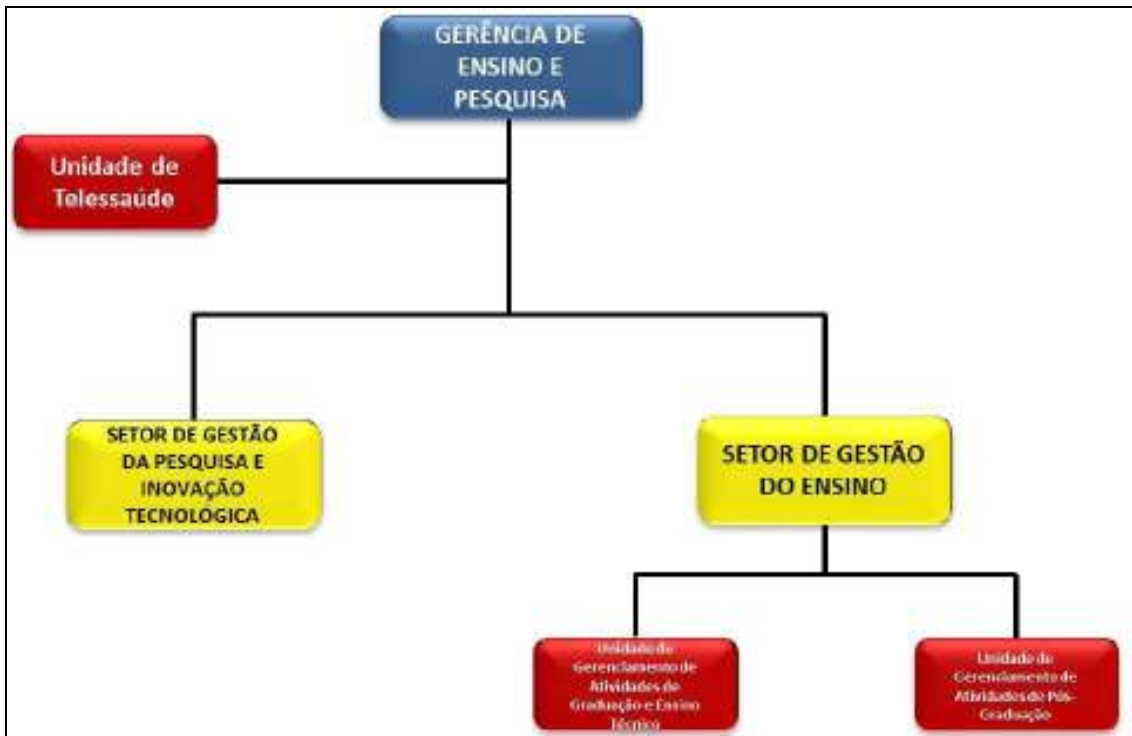 GERÊNCIA DE
ENSINO E
PESQUISA
Unidade de
Telessaúde
SETOR DE GESTÃO
DA PESQUISA E
INOVAÇÃO
TECNOLÓGICA
SETOR DE GESTÃO
DO ENSINO
Unidade de
Gerenciamento de
Atividades de
Graduação e Ensino
Técnico
Unidade de
Gerenciamento de
Atividades de Pós-
Graduação